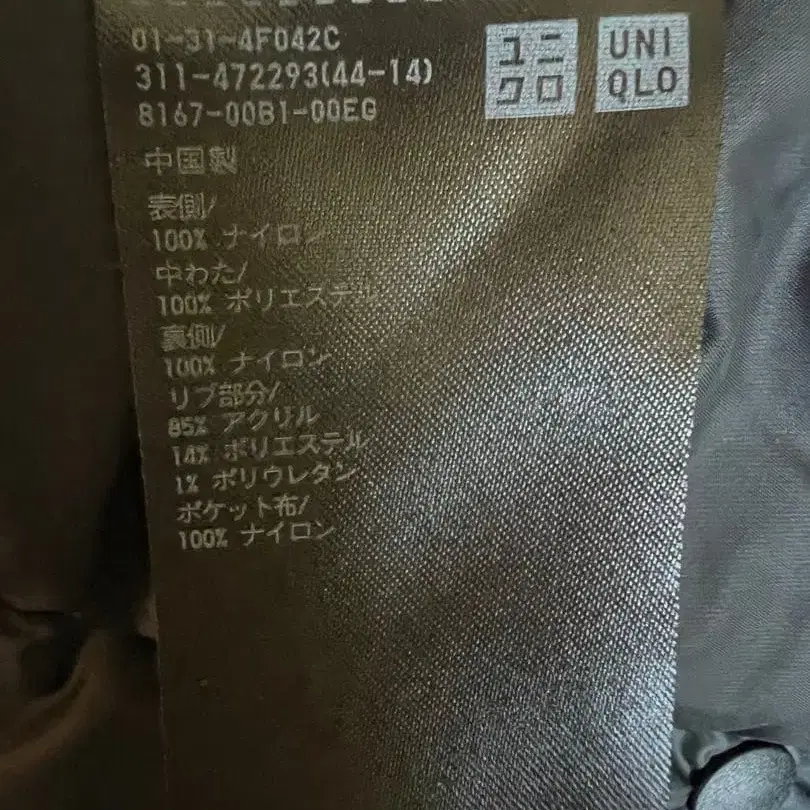 01-31-4F042C
311-472293(44-14)
8167-00B1-00EG
ユニ
クロ
UNI
QLO
中国製
表側/
100% ナイロン
中わた/
100% ポリエステル
裏側/
100% ナイロン
リブ部分/
85% アクリル
14% ポリエステル
1% ポリウレタン
ポケット布/
100% ナイロン